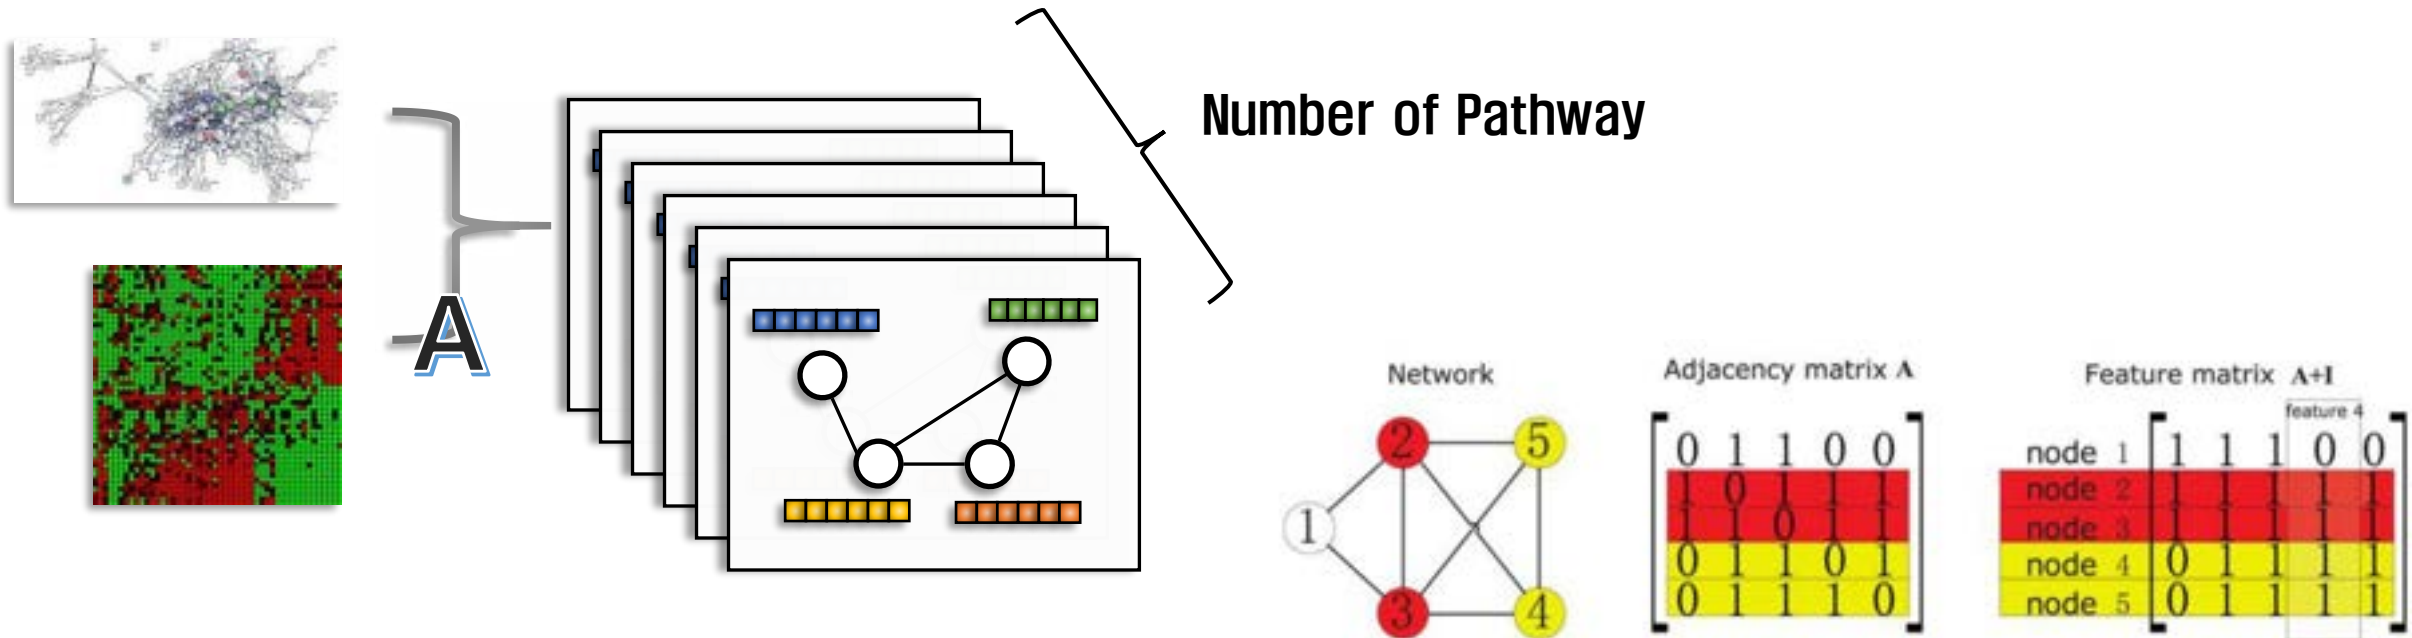 Number of Pathway
A
Network
Adjacency matrix A
Feature matrix A+I
feature 4
2 5
1
3 4
0 1 1 0 0
1 0 1 1 1
1 1 0 1 1
0 1 1 0 1
0 1 1 1 0
node 1 1 1 1 0 0
node 2 1 1 1 1 1
node 3 1 1 1 1 1
node 4 0 1 1 1 1
node 5 0 1 1 1 1